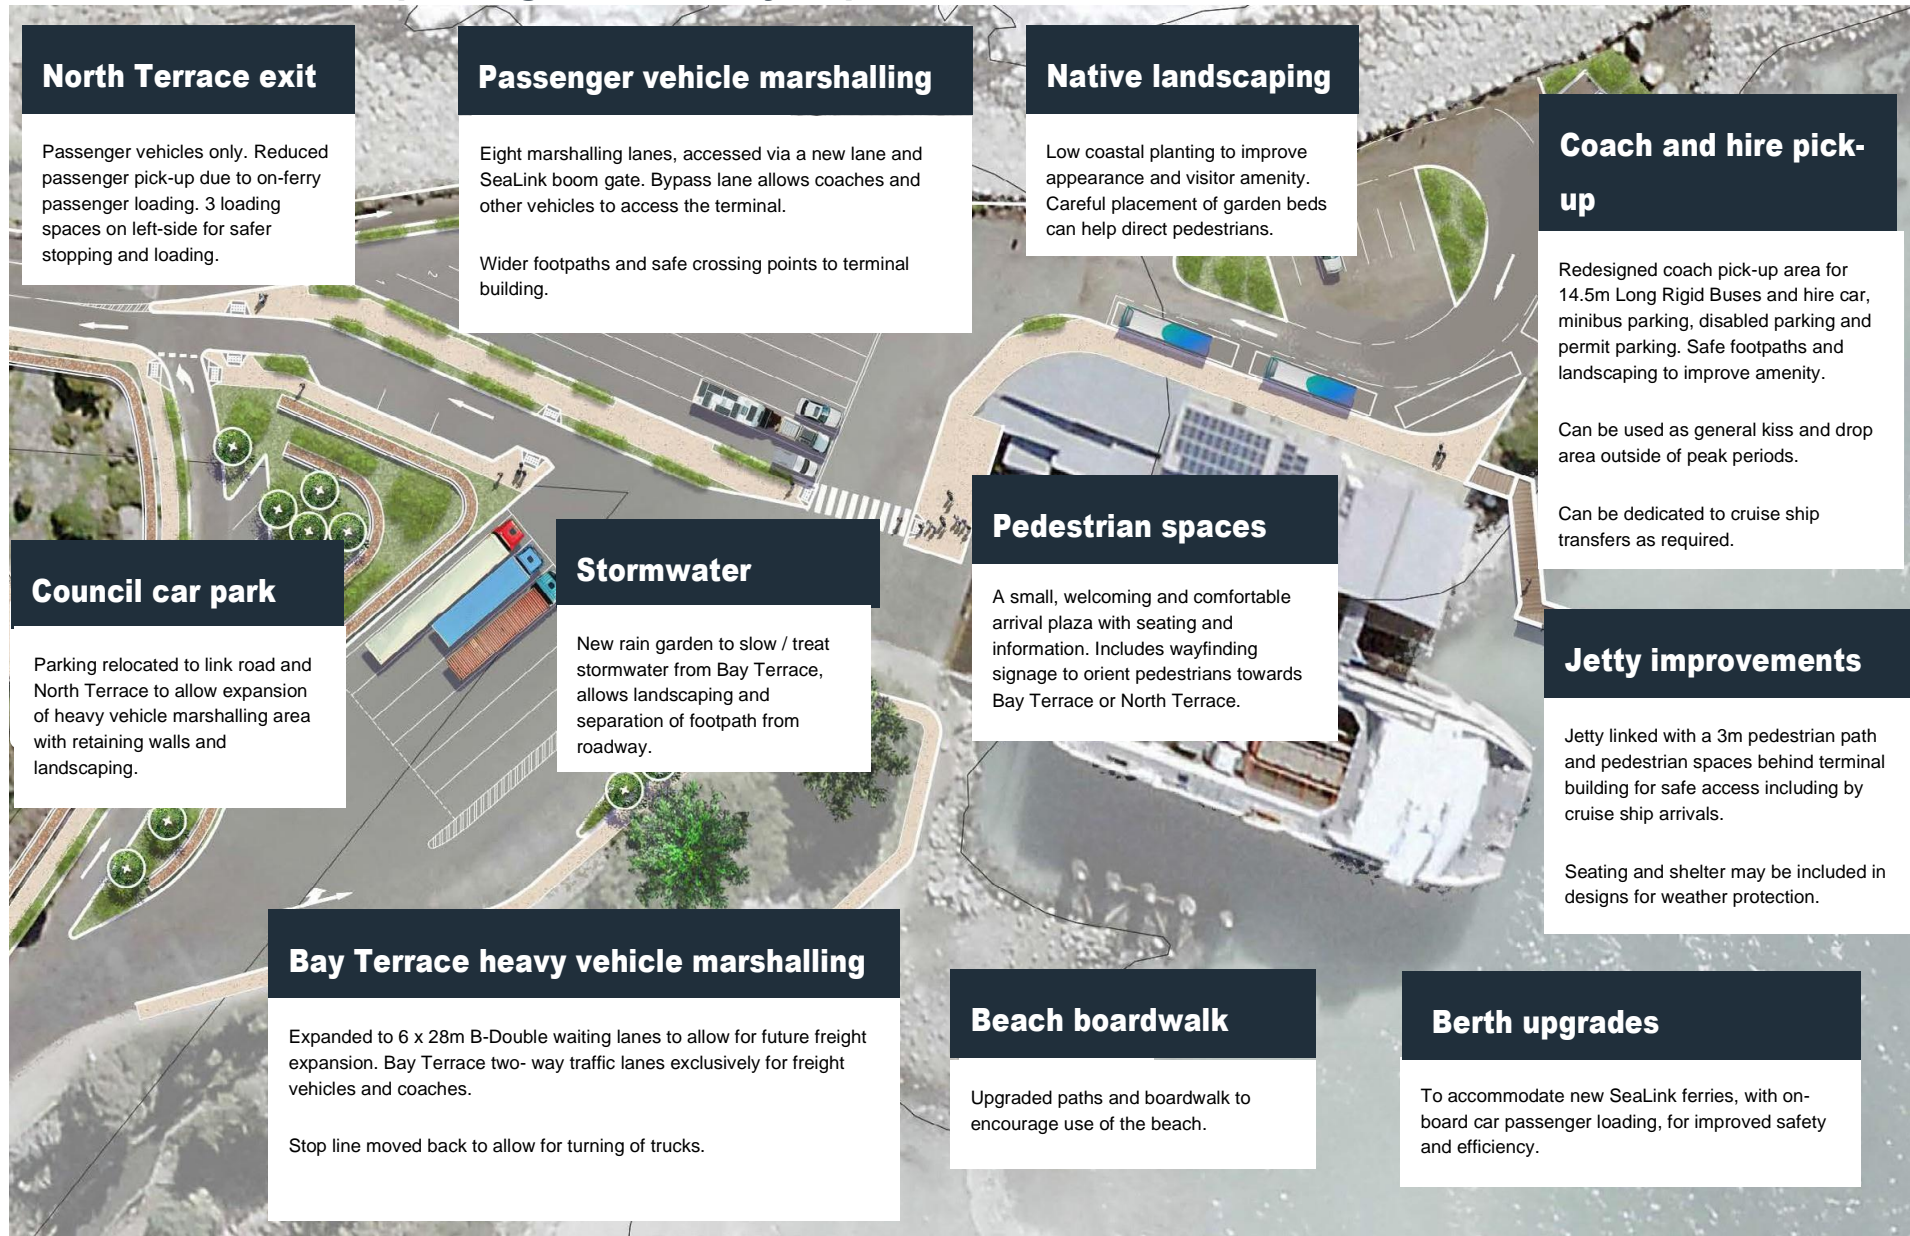 North Terrace exit
Passenger vehicles only. Reduced
passenger pick-up due to on-ferry
passenger loading. 3 loading
spaces on left-side for safer
stopping and loading.
Passenger vehicle marshalling
Eight marshalling lanes, accessed via a new lane and
SeaLink boom gate. Bypass lane allows coaches and
other vehicles to access the terminal.
Wider footpaths and safe crossing points to terminal
building.
Native landscaping
Low coastal planting to improve
appearance and visitor amenity.
Careful placement of garden beds
can help direct pedestrians.
Coach and hire pick-
up
Redesigned coach pick-up area for
14.5m Long Rigid Buses and hire car,
minibus parking, disabled parking and
permit parking. Safe footpaths and
landscaping to improve amenity.
Can be used as general kiss and drop
area outside of peak periods.
Can be dedicated to cruise ship
transfers as required.
Council car park
Parking relocated to link road and
North Terrace to allow expansion
of heavy vehicle marshalling area
with retaining walls and
landscaping.
Stormwater
New rain garden to slow / treat
stormwater from Bay Terrace,
allows landscaping and
separation of footpath from
roadway.
Pedestrian spaces
A small, welcoming and comfortable
arrival plaza with seating and
information. Includes wayfinding
signage to orient pedestrians towards
Bay Terrace or North Terrace.
Jetty improvements
Jetty linked with a 3m pedestrian path
and pedestrian spaces behind terminal
building for safe access including by
cruise ship arrivals.
Seating and shelter may be included in
designs for weather protection.
Bay Terrace heavy vehicle marshalling
Expanded to 6 x 28m B-Double waiting lanes to allow for future freight
expansion. Bay Terrace two- way traffic lanes exclusively for freight
vehicles and coaches.
Stop line moved back to allow for turning of trucks.
Beach boardwalk
Upgraded paths and boardwalk to
encourage use of the beach.
Berth upgrades
To accommodate new SeaLink ferries, with on-
board car passenger loading, for improved safety
and efficiency.